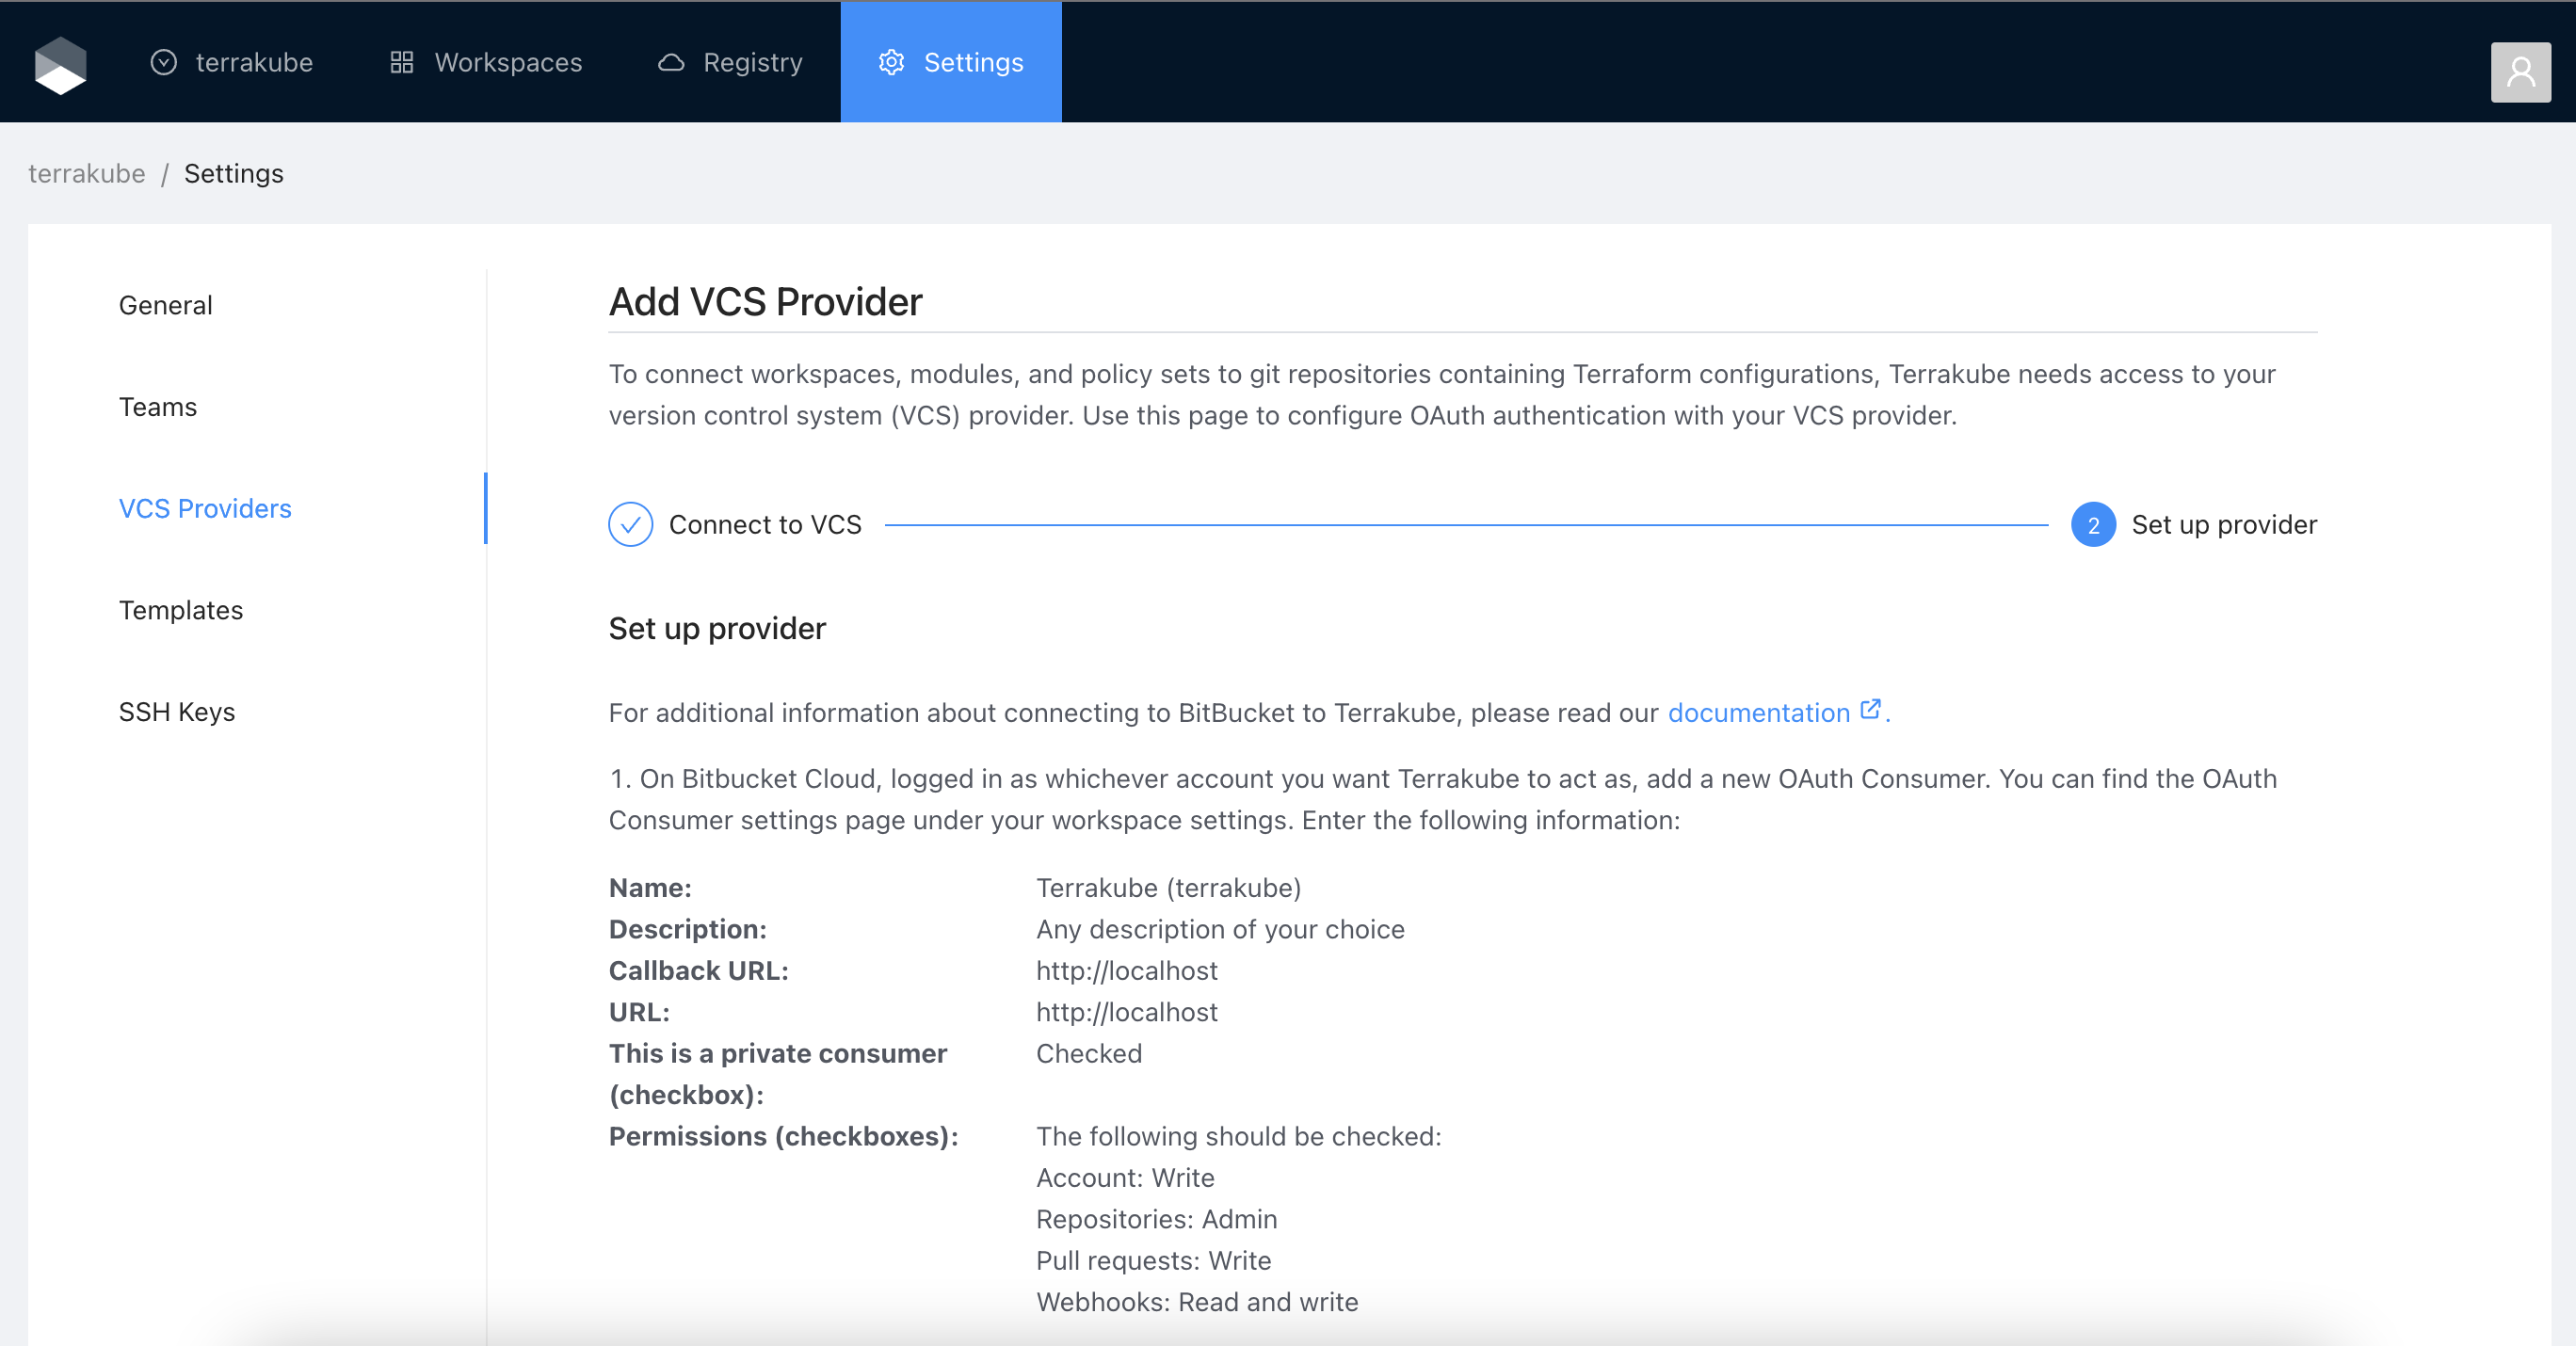 terrakube
Workspaces
Registry
Settings
terrakube / Settings
General
Teams
VCS Providers
Templates
SSH Keys
Add VCS Provider
To connect workspaces, modules, and policy sets to git repositories containing Terraform configurations, Terrakube needs access to your
version control system (VCS) provider. Use this page to configure OAuth authentication with your VCS provider.
Connect to VCS
2 Set up provider
Set up provider
For additional information about connecting to BitBucket to Terrakube, please read our documentation .
1. On Bitbucket Cloud, logged in as whichever account you want Terrakube to act as, add a new OAuth Consumer. You can find the OAuth
Consumer settings page under your workspace settings. Enter the following information:
Name: Terrakube (terrakube)
Description: Any description of your choice
Callback URL: http://localhost
URL: http://localhost
This is a private consumer Checked
(checkbox):
Permissions (checkboxes): The following should be checked:
Account: Write
Repositories: Admin
Pull requests: Write
Webhooks: Read and write